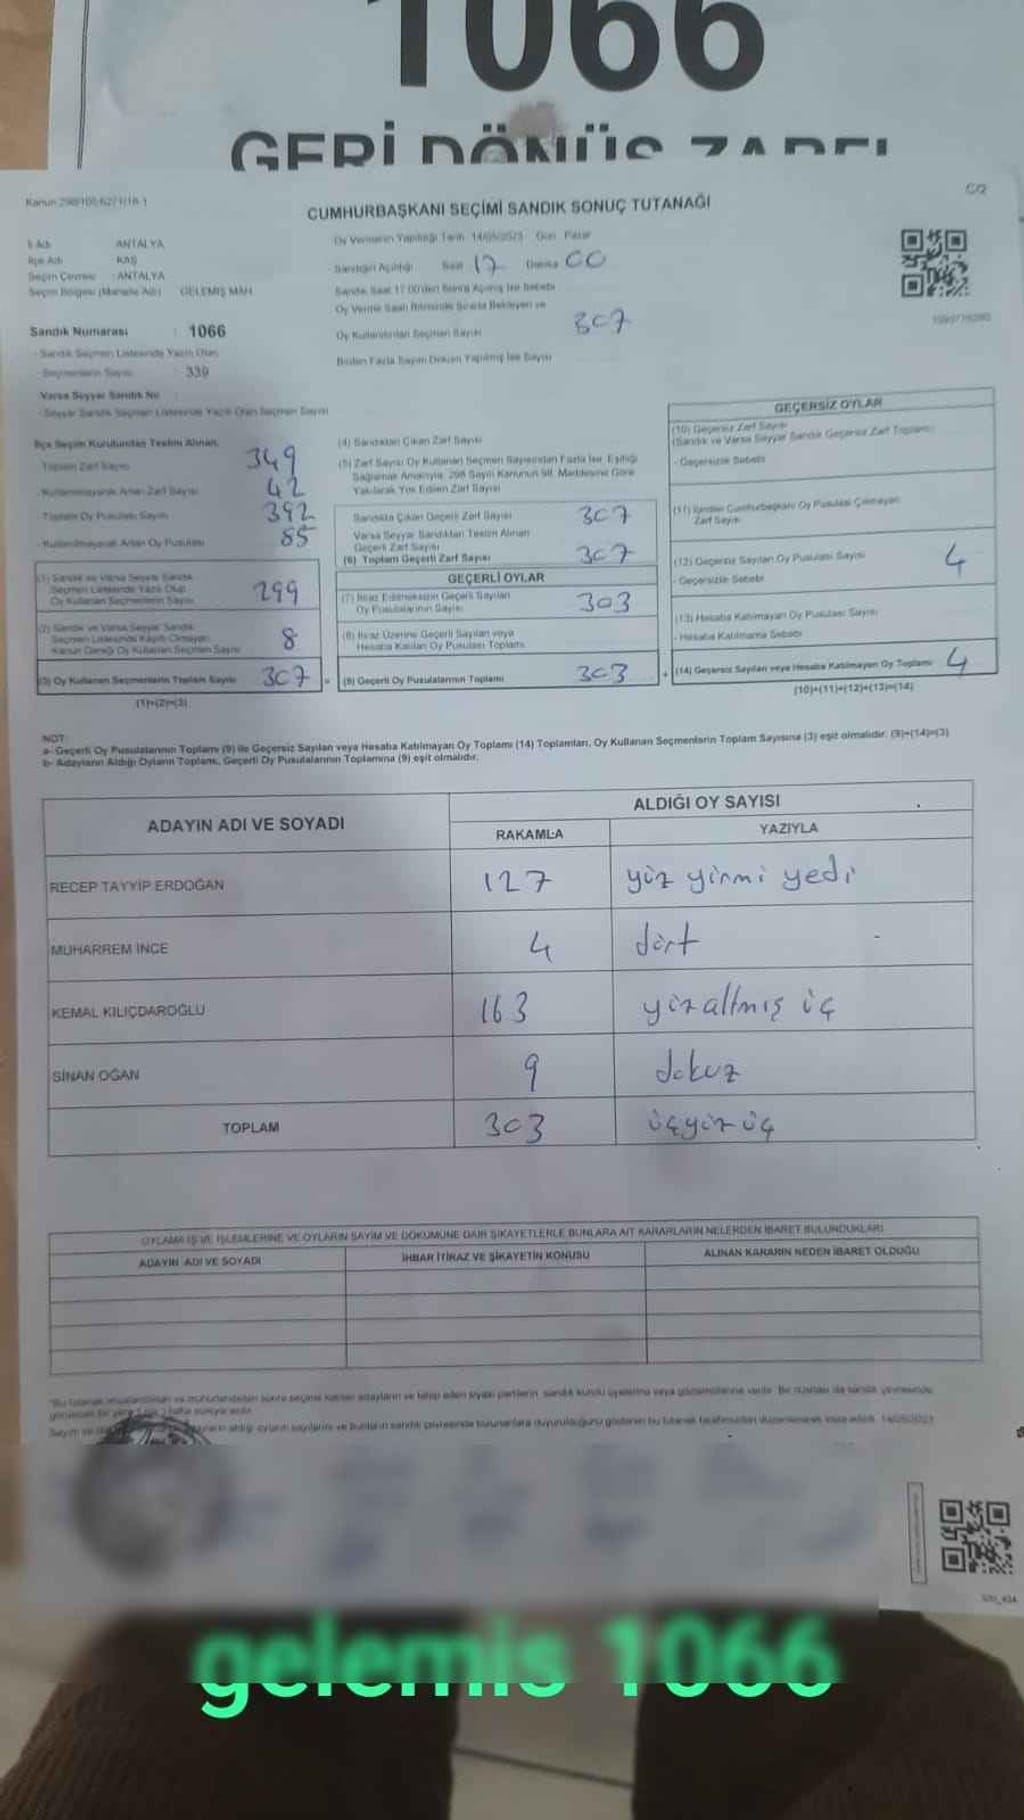 1066
GERİ DÖNÜŞ ZARFI
C/2
CUMHURBAŞKANI SEÇİMİ SANDIK SONUÇ TUTANAĞI
İl Adı ANTALYA
İlçe Adı KAŞ
Seçim Çevresi : ANTALYA
Seçim Bölgesi (Mahalle Adı) GELEMİŞ MAH
Sandık Numarası : 1066
- Sandık Seçmen Listesinde Yazılı Olan
Seçmenlerin Sayısı : 339
Varsa Seyyar Sandık No
- Seyyar Sandık Seçmen Listesinde Yazılı Olan Seçmen Sayısı
Oy Vermenin Yapıldığı Tarih 14/05/2023 Gün Pazar
Sandığın Açıldığı Saat 17 Dakika 00
Sandık Saat 17:00'den Sonra Açılmış İse Sebebi
Oy Verme Saati Bitiminde Sırada Bekleyen ve
Oy Kullandırılan Seçmen Sayısı 307
Birden Fazla Sayım Döküm Yapılmış İse Sayısı
İlçe Seçim Kurulundan Teslim Alınan,
Toplam Zarf Sayısı 349
- Kullanılmayarak Artan Zarf Sayısı 42
Toplam Oy Pusulası Sayısı 392
- Kullanılmayarak Artan Oy Pusulası 85
(1) Sandık ve Varsa Seyyar Sandık
Seçmen Listesinde Yazılı Olup
Oy Kullanan Seçmenlerin Sayısı 299
(2) Sandık ve Varsa Seyyar Sandık
Seçmen Listesinde Kayıtlı Olmayan
Kanun Gereği Oy Kullanan Seçmen Sayısı 8
(3) Oy Kullanan Seçmenlerin Toplam Sayısı 307
(1)+(2)=(3)
(4) Sandıktan Çıkan Zarf Sayısı
(5) Zarf Sayısı Oy Kullanan Seçmen Sayısından Fazla İse, Eşitliği
Sağlamak Amacıyla, 298 Sayılı Kanunun 98. Maddesine Göre
Yakılarak Yok Edilen Zarf Sayısı
Sandıkta Çıkan Geçerli Zarf Sayısı 307
Varsa Seyyar Sandıktan Teslim Alınan
Geçerli Zarf Sayısı
(6) Toplam Geçerli Zarf Sayısı 307
GEÇERLİ OYLAR
(7) İtiraz Edilmeksizin Geçerli Sayılan
Oy Pusulalarının Sayısı 303
(8) İtiraz Üzerine Geçerli Sayılan veya
Hesaba Katılan Oy Pusulası Toplamı
(9) Geçerli Oy Pusulalarının Toplamı 303
GEÇERSİZ OYLAR
(10) Geçersiz Zarf Sayısı
(Sandık ve Varsa Seyyar Sandık Geçersiz Zarf Toplamı)
- Geçersizlik Sebebi
(11) İçinden Cumhurbaşkanı Oy Pusulası Çıkmayan
Zarf Sayısı
(12) Geçersiz Sayılan Oy Pusulası Sayısı 4
- Geçersizlik Sebebi
(13) Hesaba Katılmayan Oy Pusulası Sayısı
- Hesaba Katılmama Sebebi
(14) Geçersiz Sayılan veya Hesaba Katılmayan Oy Toplamı 4
(10)+(11)+(12)+(13)=(14)
NOT:
a- Geçerli Oy Pusulalarının Toplamı (9) ile Geçersiz Sayılan veya Hesaba Katılmayan Oy Toplamı (14) Toplamları, Oy Kullanan Seçmenlerin Toplam Sayısına (3) eşit olmalıdır. (9)+(14)=(3)
b- Adayların Aldığı Oyların Toplamı, Geçerli Oy Pusulalarının Toplamına (9) eşit olmalıdır.
ADAYIN ADI VE SOYADI ALDIĞI OY SAYISI
RAKAMLA YAZIYLA
RECEP TAYYİP ERDOĞAN 127 yüz yirmi yedi
MUHARREM İNCE 4 dört
KEMAL KILIÇDAROĞLU 163 yüzaltmış üç
SİNAN OĞAN 9 dokuz
TOPLAM 303 üçyüz üç
OYLAMA İŞ VE İŞLEMLERİNE VE OYLARIN SAYIM VE DÖKÜMÜNE DAİR ŞİKAYETLERLE BUNLARA AİT KARARLARIN NELERDEN İBARET BULUNDUKLARI
ADAYIN ADI VE SOYADI İHBAR İTİRAZ VE ŞİKAYETİN KONUSU ALINAN KARARIN NEDEN İBARET OLDUĞU
gelemis 1066